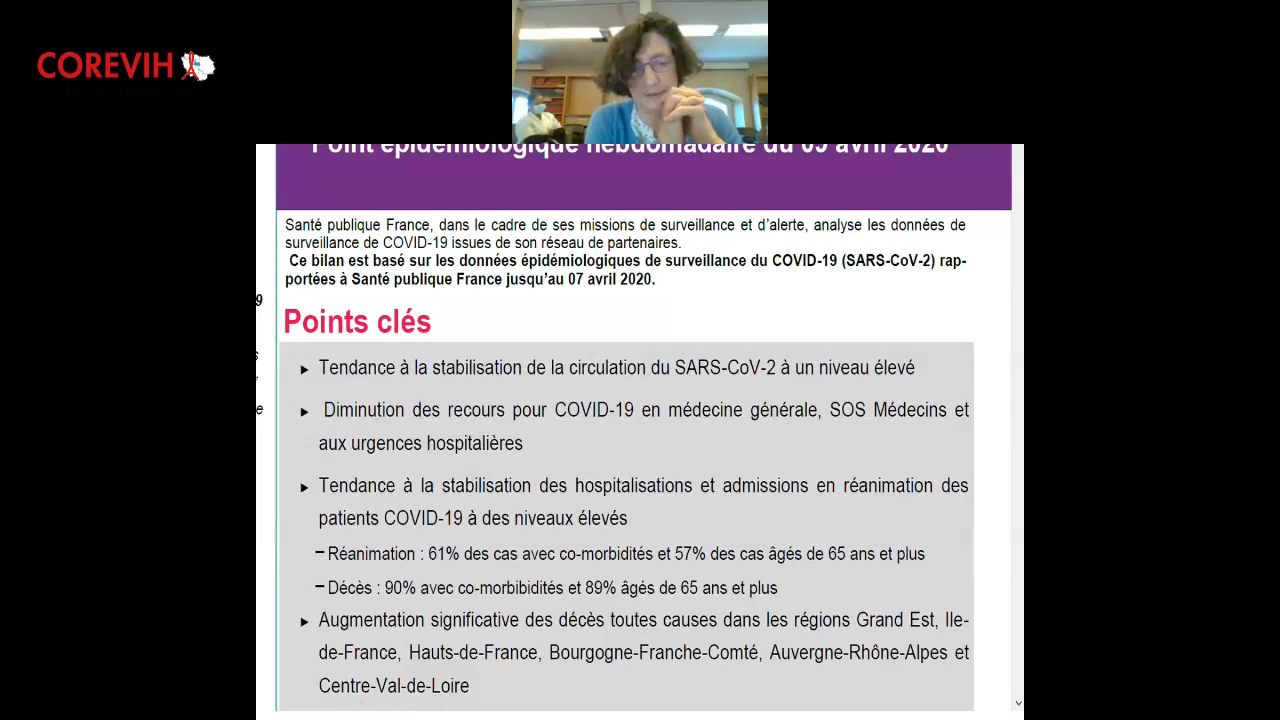 COREVIH
Point épidémiologique hebdomadaire du 09 avril 2020
Santé publique France, dans le cadre de ses missions de surveillance et d'alerte, analyse les données de
surveillance de COVID-19 issues de son réseau de partenaires.
Ce bilan est basé sur les données épidémiologiques de surveillance du COVID-19 (SARS-CoV-2) rap-
portées à Santé publique France jusqu'au 07 avril 2020.
9
s
,
e
Points clés
► Tendance à la stabilisation de la circulation du SARS-CoV-2 à un niveau élevé
► Diminution des recours pour COVID-19 en médecine générale, SOS Médecins et
aux urgences hospitalières
► Tendance à la stabilisation des hospitalisations et admissions en réanimation des
patients COVID-19 à des niveaux élevés
– Réanimation : 61% des cas avec co-morbidités et 57% des cas âgés de 65 ans et plus
– Décès : 90% avec co-morbibidités et 89% âgés de 65 ans et plus
► Augmentation significative des décès toutes causes dans les régions Grand Est, Ile-
de-France, Hauts-de-France, Bourgogne-Franche-Comté, Auvergne-Rhône-Alpes et
Centre-Val-de-Loire